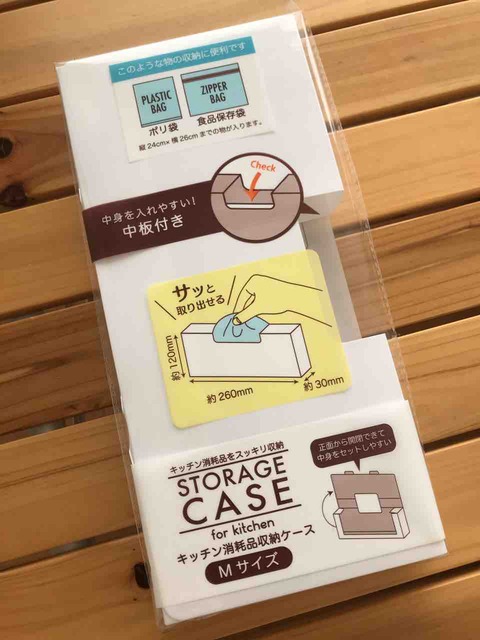 このような物の収納に便利です
PLASTIC
BAG
ZIPPER
BAG
ポリ袋
食品保存袋
縦24cm×横26cmまでの物が入ります。
Check
中身を入れやすい!
中板付き
サッと
取り出せる
約120mm
約260mm
約30mm
キッチン消耗品をスッキリ収納
STORAGE
CASE
for kitchen
キッチン消耗品収納ケース
Mサイズ
正面から開閉できて
中身をセットしやすい